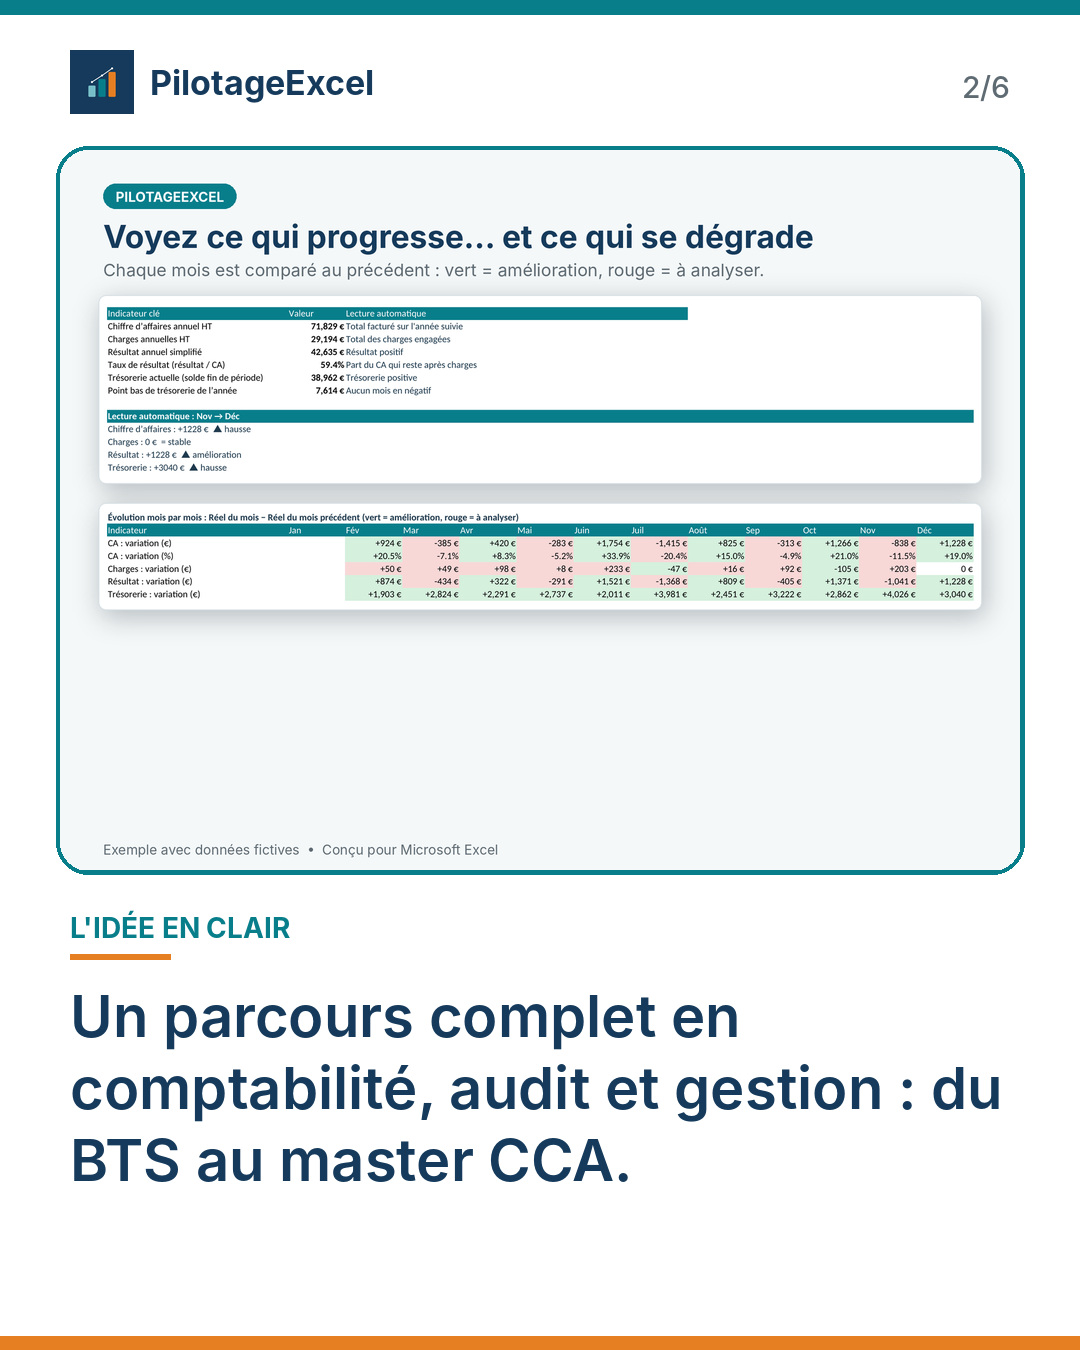 PilotageExcel
2/6
PILOTAGEEXCEL
Voyez ce qui progresse... et ce qui se dégrade
Chaque mois est comparé au précédent : vert = amélioration, rouge = à analyser.
Indicateur clé Valeur Lecture automatique
Chiffre d'affaires annuel HT 71,829 € Total facturé sur l'année suivie
Charges annuelles HT 29,194 € Total des charges engagées
Résultat annuel simplifié 42,635 € Résultat positif
Taux de résultat (résultat / CA) 59.4% Part du CA qui reste après charges
Trésorerie actuelle (solde fin de période) 38,962 € Trésorerie positive
Point bas de trésorerie de l'année 7,614 € Aucun mois en négatif
Lecture automatique : Nov → Déc
Chiffre d'affaires : +1228 € ▲ hausse
Charges : 0 € = stable
Résultat : +1228 € ▲ amélioration
Trésorerie : +3040 € ▲ hausse
Évolution mois par mois : Réel du mois − Réel du mois précédent (vert = amélioration, rouge = à analyser)
Indicateur Jan Fév Mar Avr Mai Juin Juil Août Sep Oct Nov Déc
CA : variation (€) +924 € -385 € +420 € -283 € +1,754 € -1,415 € +825 € -313 € +1,266 € -838 € +1,228 €
CA : variation (%) +20.5% -7.1% +8.3% -5.2% +33.9% -20.4% +15.0% -4.9% +21.0% -11.5% +19.0%
Charges : variation (€) +50 € +49 € +98 € +8 € +233 € -47 € +16 € +92 € -105 € +203 € 0 €
Résultat : variation (€) +874 € -434 € +322 € -291 € +1,521 € -1,368 € +809 € -405 € +1,371 € -1,041 € +1,228 €
Trésorerie : variation (€) +1,903 € +2,824 € +2,291 € +2,737 € +2,011 € +3,981 € +2,451 € +3,222 € +2,862 € +4,026 € +3,040 €
Exemple avec données fictives • Conçu pour Microsoft Excel
L'IDÉE EN CLAIR
Un parcours complet en
comptabilité, audit et gestion : du
BTS au master CCA.